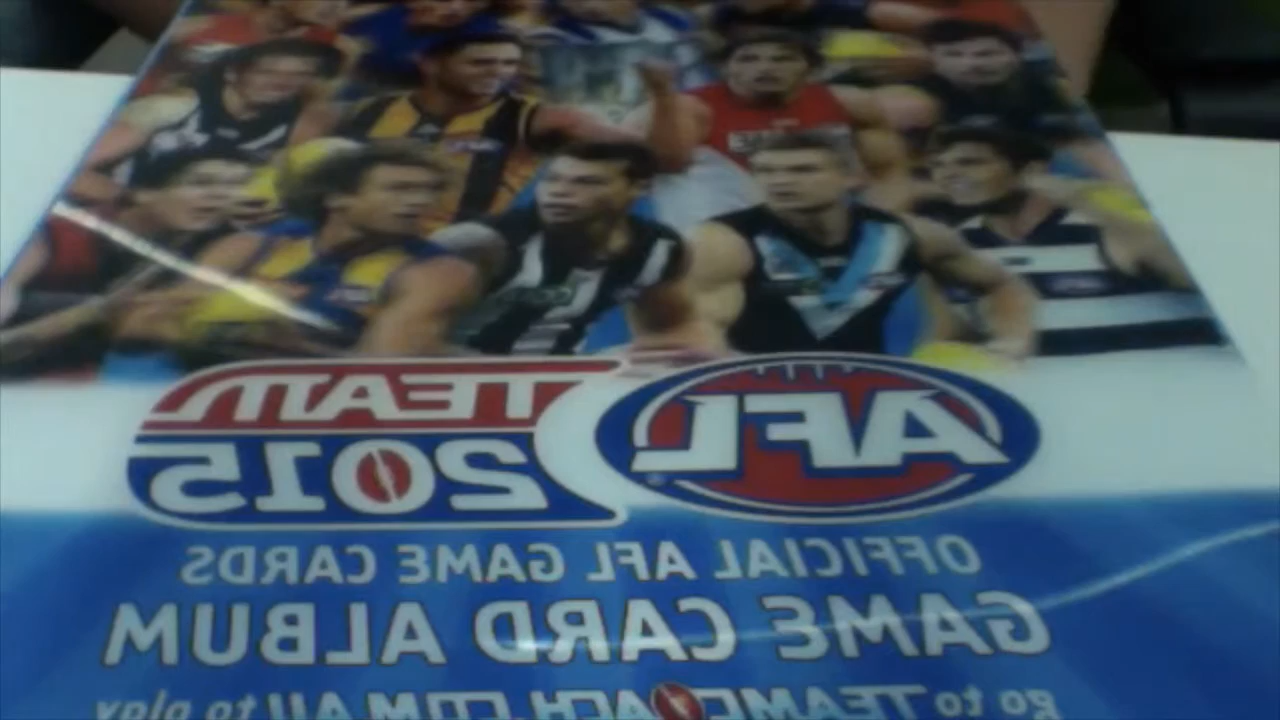 AFL TEAM
2015
OFFICIAL AFL GAME CARDS
GAME CARD ALBUM
go to TEAMCOACH.COM.AU to play